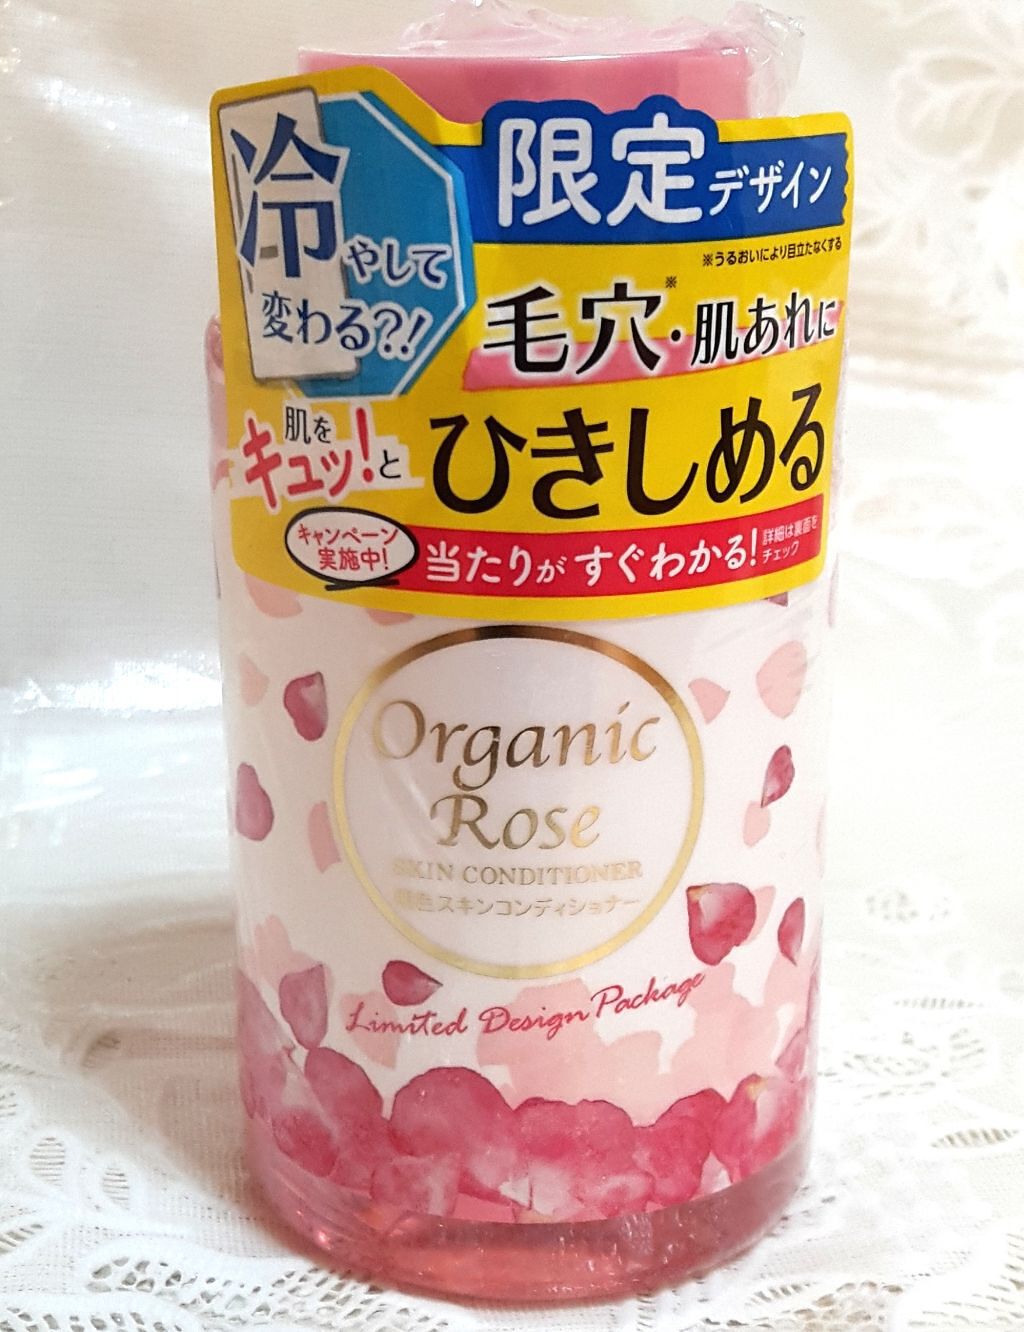 冷やして
変わる?!
限定デザイン
※うるおいにより目立たなくする
毛穴※・肌あれに
肌を
キュッ!と
ひきしめる
キャンペーン
実施中!
当たりがすぐわかる!
詳細は裏面を
チェック
Organic
Rose
SKIN CONDITIONER
スキンコンディショナー
Limited Design Package